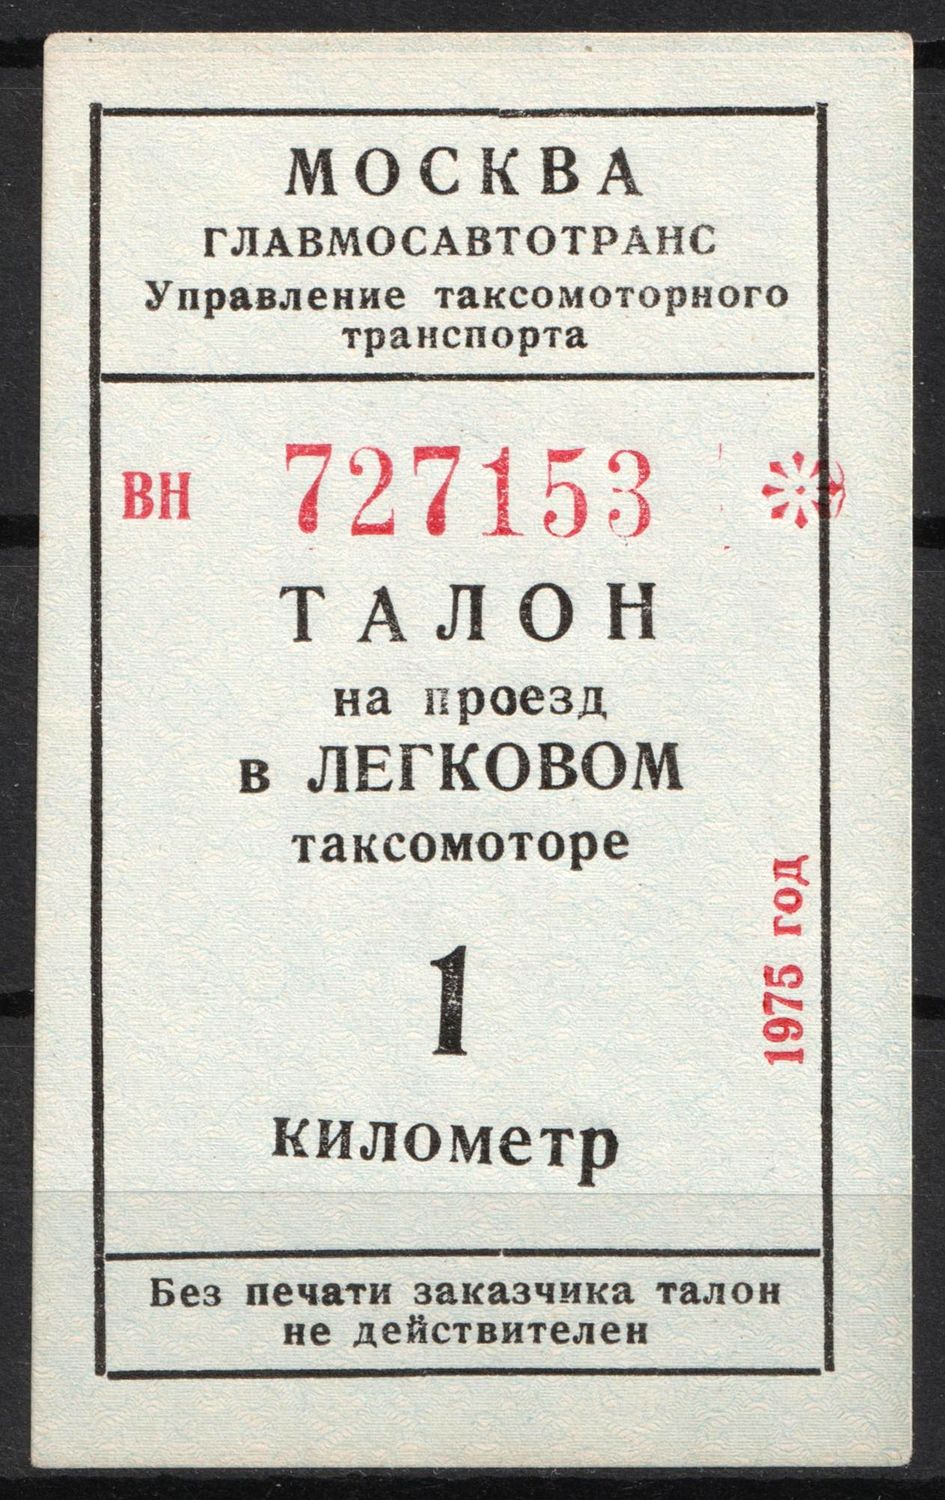 МОСКВА
ГЛАВМОСАВТОТРАНС
Управление таксомоторного
транспорта
ВН 727153
ТАЛОН
на проезд
в ЛЕГКОВОМ
таксомоторе
1
километр
1975 год
Без печати заказчика талон
не действителен